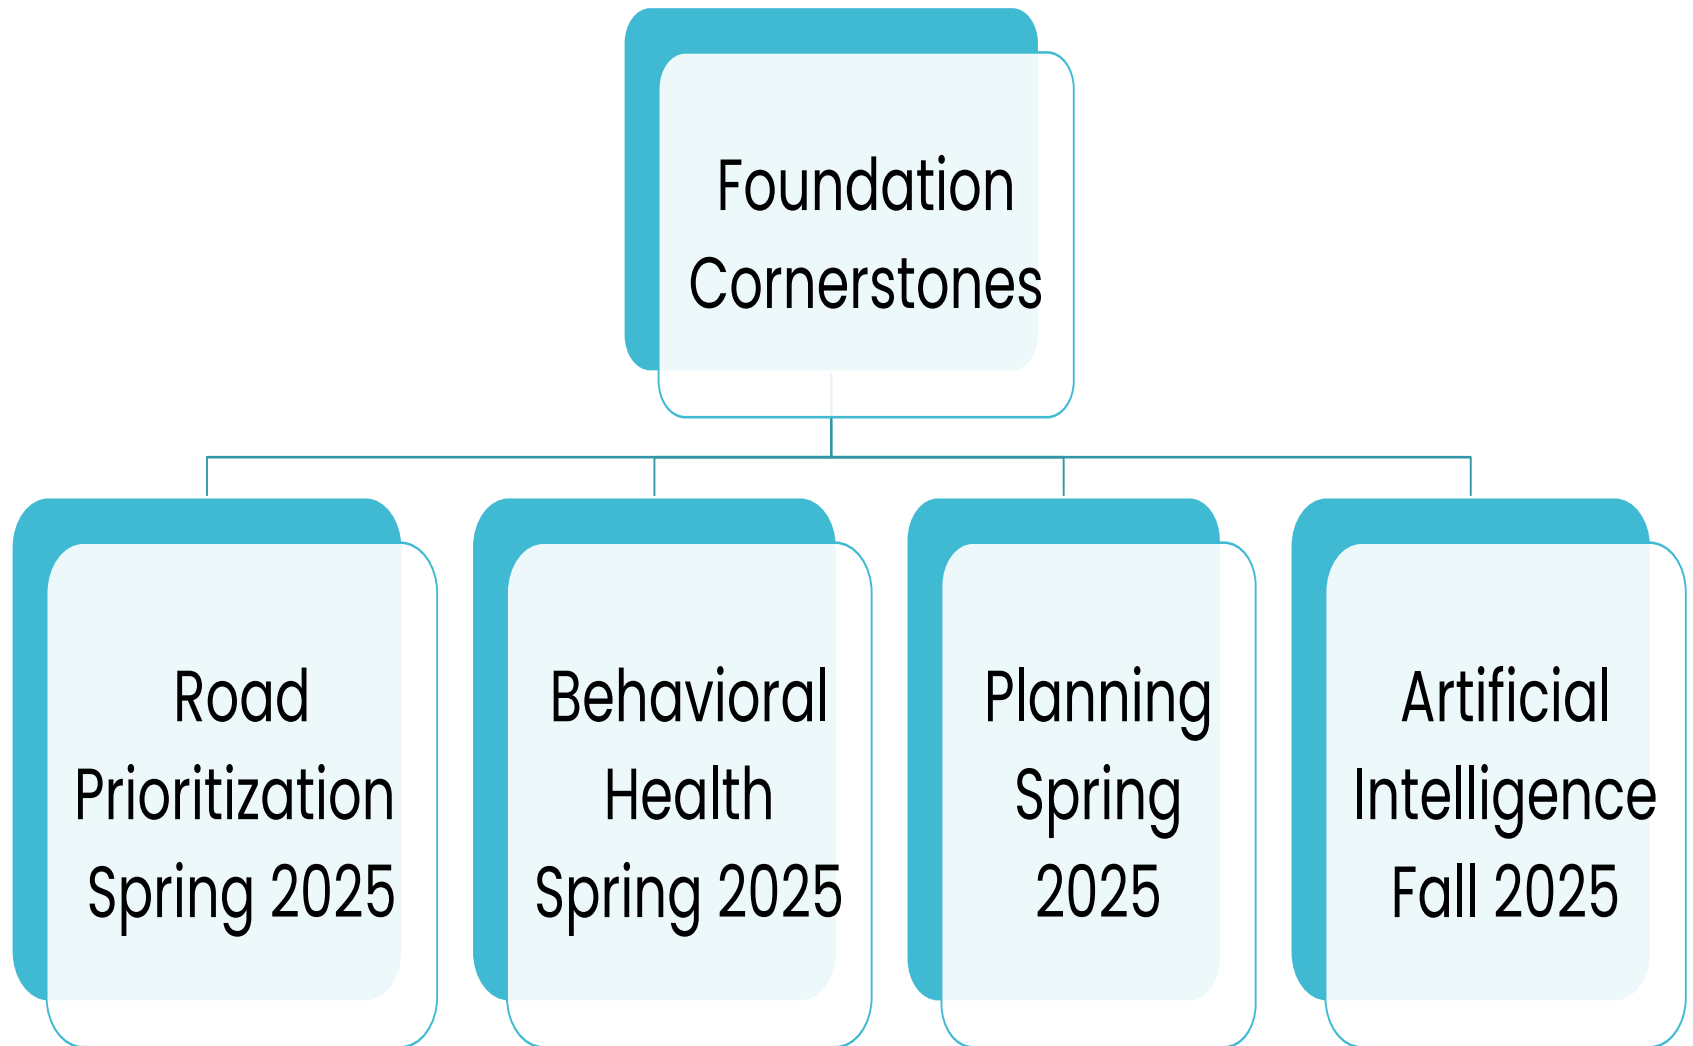 Foundation
Cornerstones
Road
Prioritization
Spring 2025
Behavioral
Health
Spring 2025
Planning
Spring
2025
Artificial
Intelligence
Fall 2025